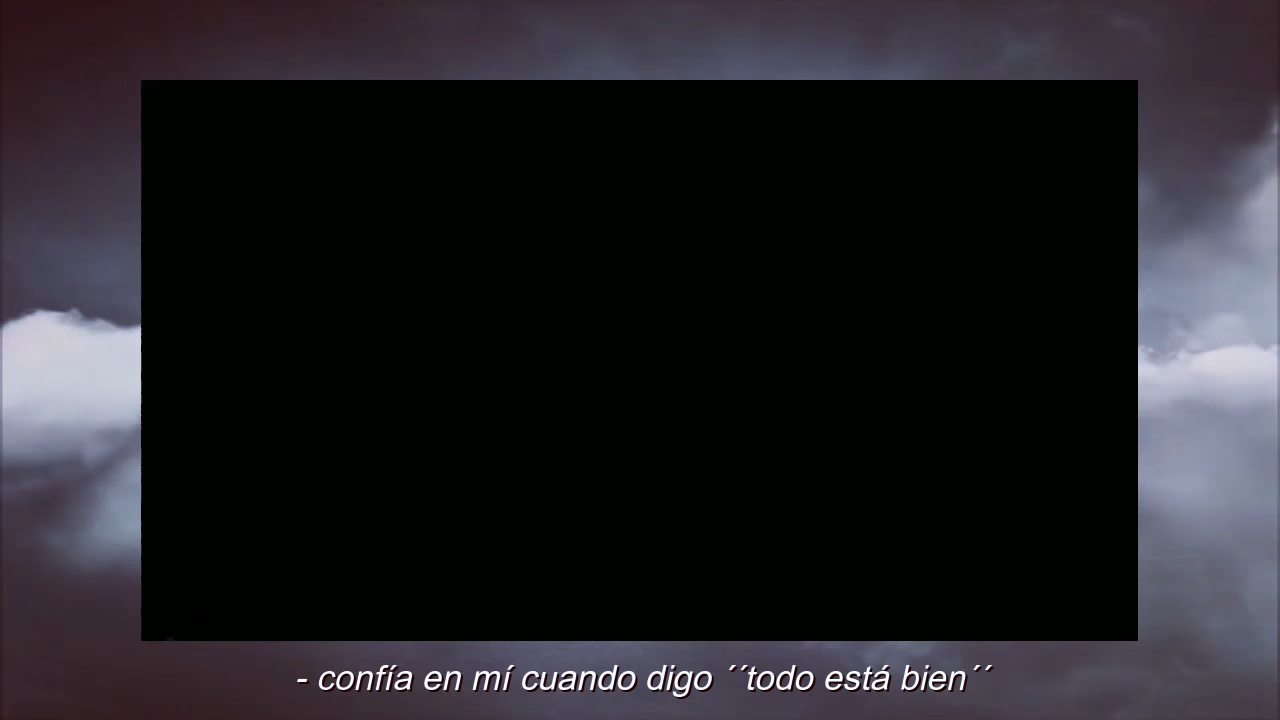 - confía en mí cuando digo ´´todo está bien´´